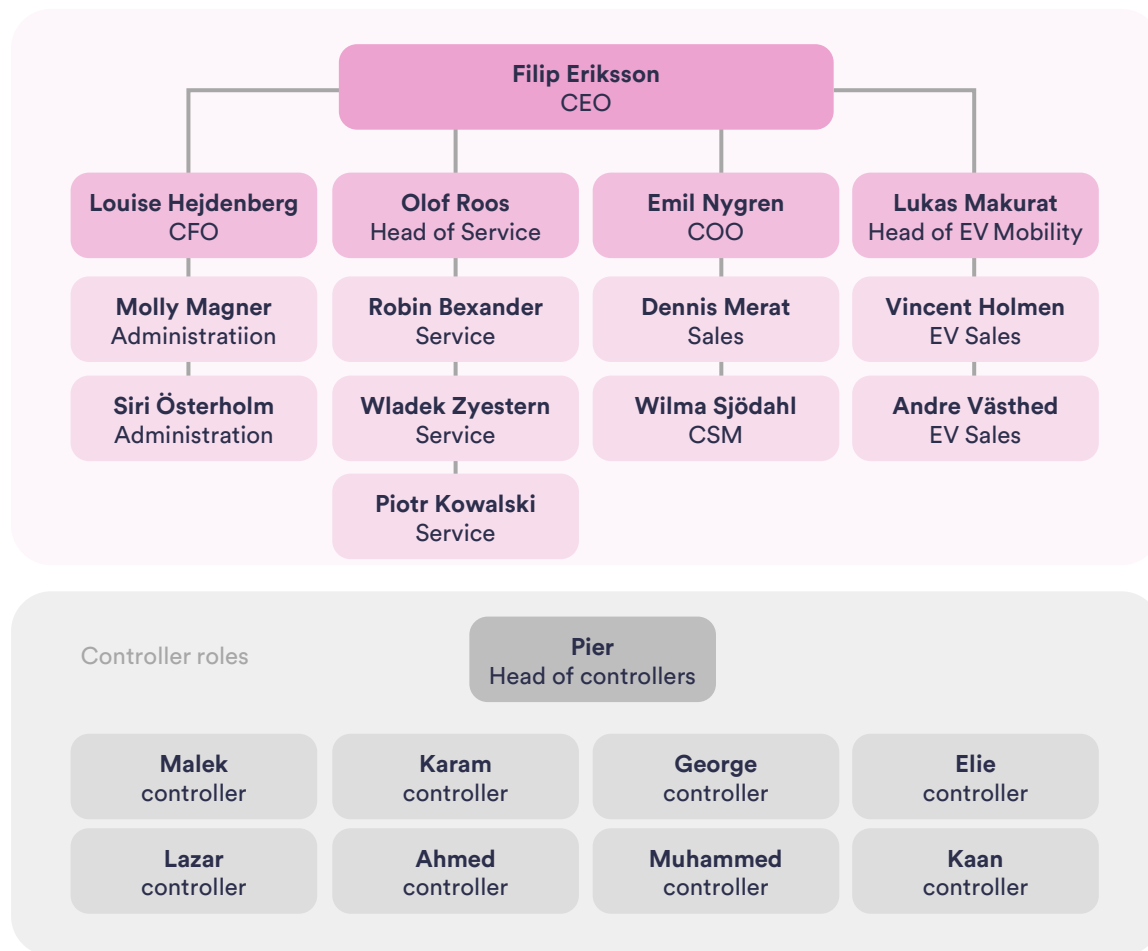 Filip Eriksson
CEO
Louise Hejdenberg
CFO
Olof Roos
Head of Service
Emil Nygren
COO
Lukas Makurat
Head of EV Mobility
Molly Magner
Administratiion
Robin Bexander
Service
Dennis Merat
Sales
Vincent Holmen
EV Sales
Siri Österholm
Administration
Wladek Zyestern
Service
Wilma Sjödahl
CSM
Andre Västhed
EV Sales
Piotr Kowalski
Service
Controller roles
Pier
Head of controllers
Malek
controller
Karam
controller
George
controller
Elie
controller
Lazar
controller
Ahmed
controller
Muhammed
controller
Kaan
controller